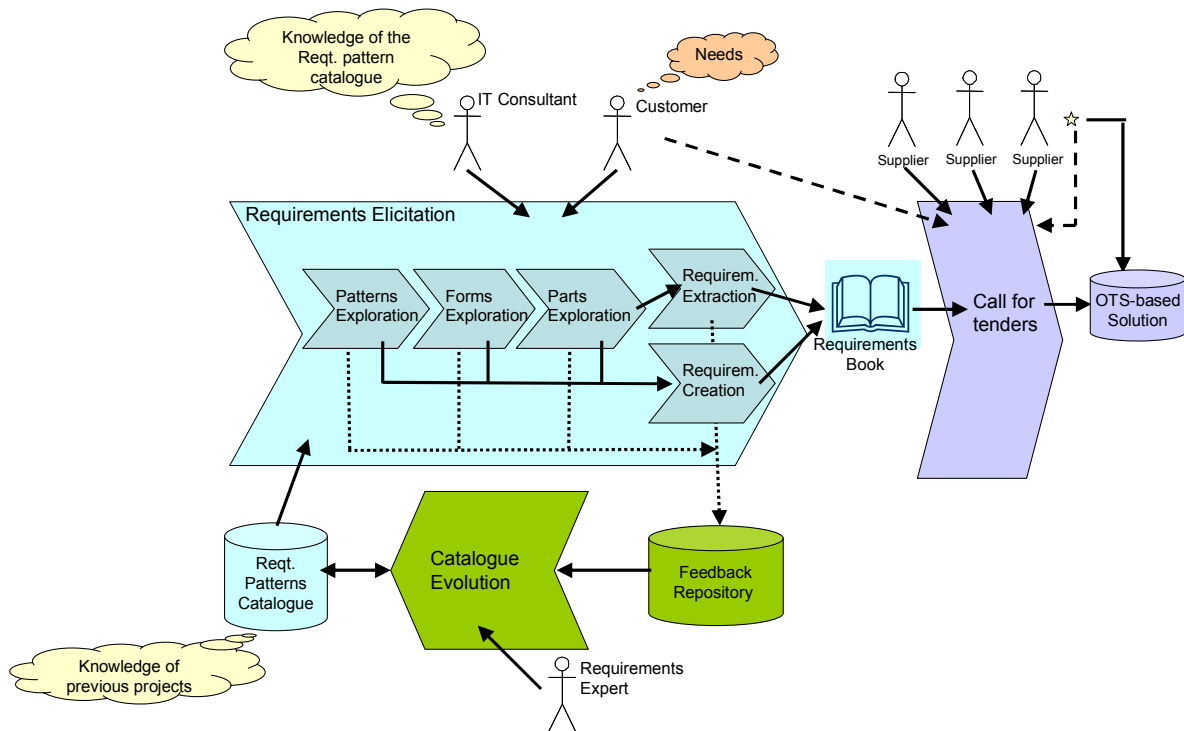 Knowledge of the
Reqt. pattern
catalogue
Needs
IT Consultant
Customer
Supplier
Supplier
Supplier
Requirements Elicitation
Patterns
Exploration
Forms
Exploration
Parts
Exploration
Requirem.
Extraction
Requirem.
Creation
Requirements
Book
Call for
tenders
OTS-based
Solution
Reqt.
Patterns
Catalogue
Catalogue
Evolution
Feedback
Repository
Knowledge of
previous projects
Requirements
Expert